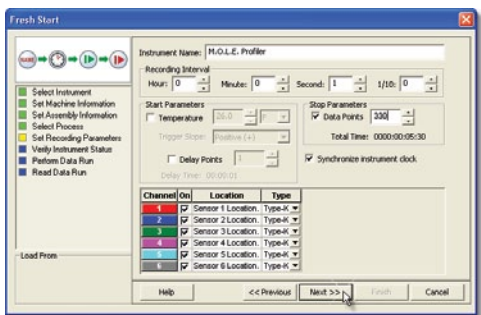 Fresh Start
Instrument Name: M.O.L.E. Profiler
Recording Interval
Hour: 0 Minute: 0 Second: 1 1/10: 0
Select Instrument
Set Machine Information
Set Assembly Information
Select Process
Set Recording Parameters
Verify Instrument Status
Perform Data Run
Read Data Run
Load From
Start Parameters
Temperature 26.0 F
Trigger Slope: Positive (+)
Delay Points 1
Delay Time: 00:00:01
Stop Parameters
Data Points 330
Total Time: 0000:00:05:30
Synchronize instrument clock
Channel On Location Type
1 Sensor 1 Location. Type-K
2 Sensor 2 Location. Type-K
3 Sensor 3 Location. Type-K
4 Sensor 4 Location. Type-K
5 Sensor 5 Location. Type-K
6 Sensor 6 Location. Type-K
Help << Previous Next >> Finish Cancel